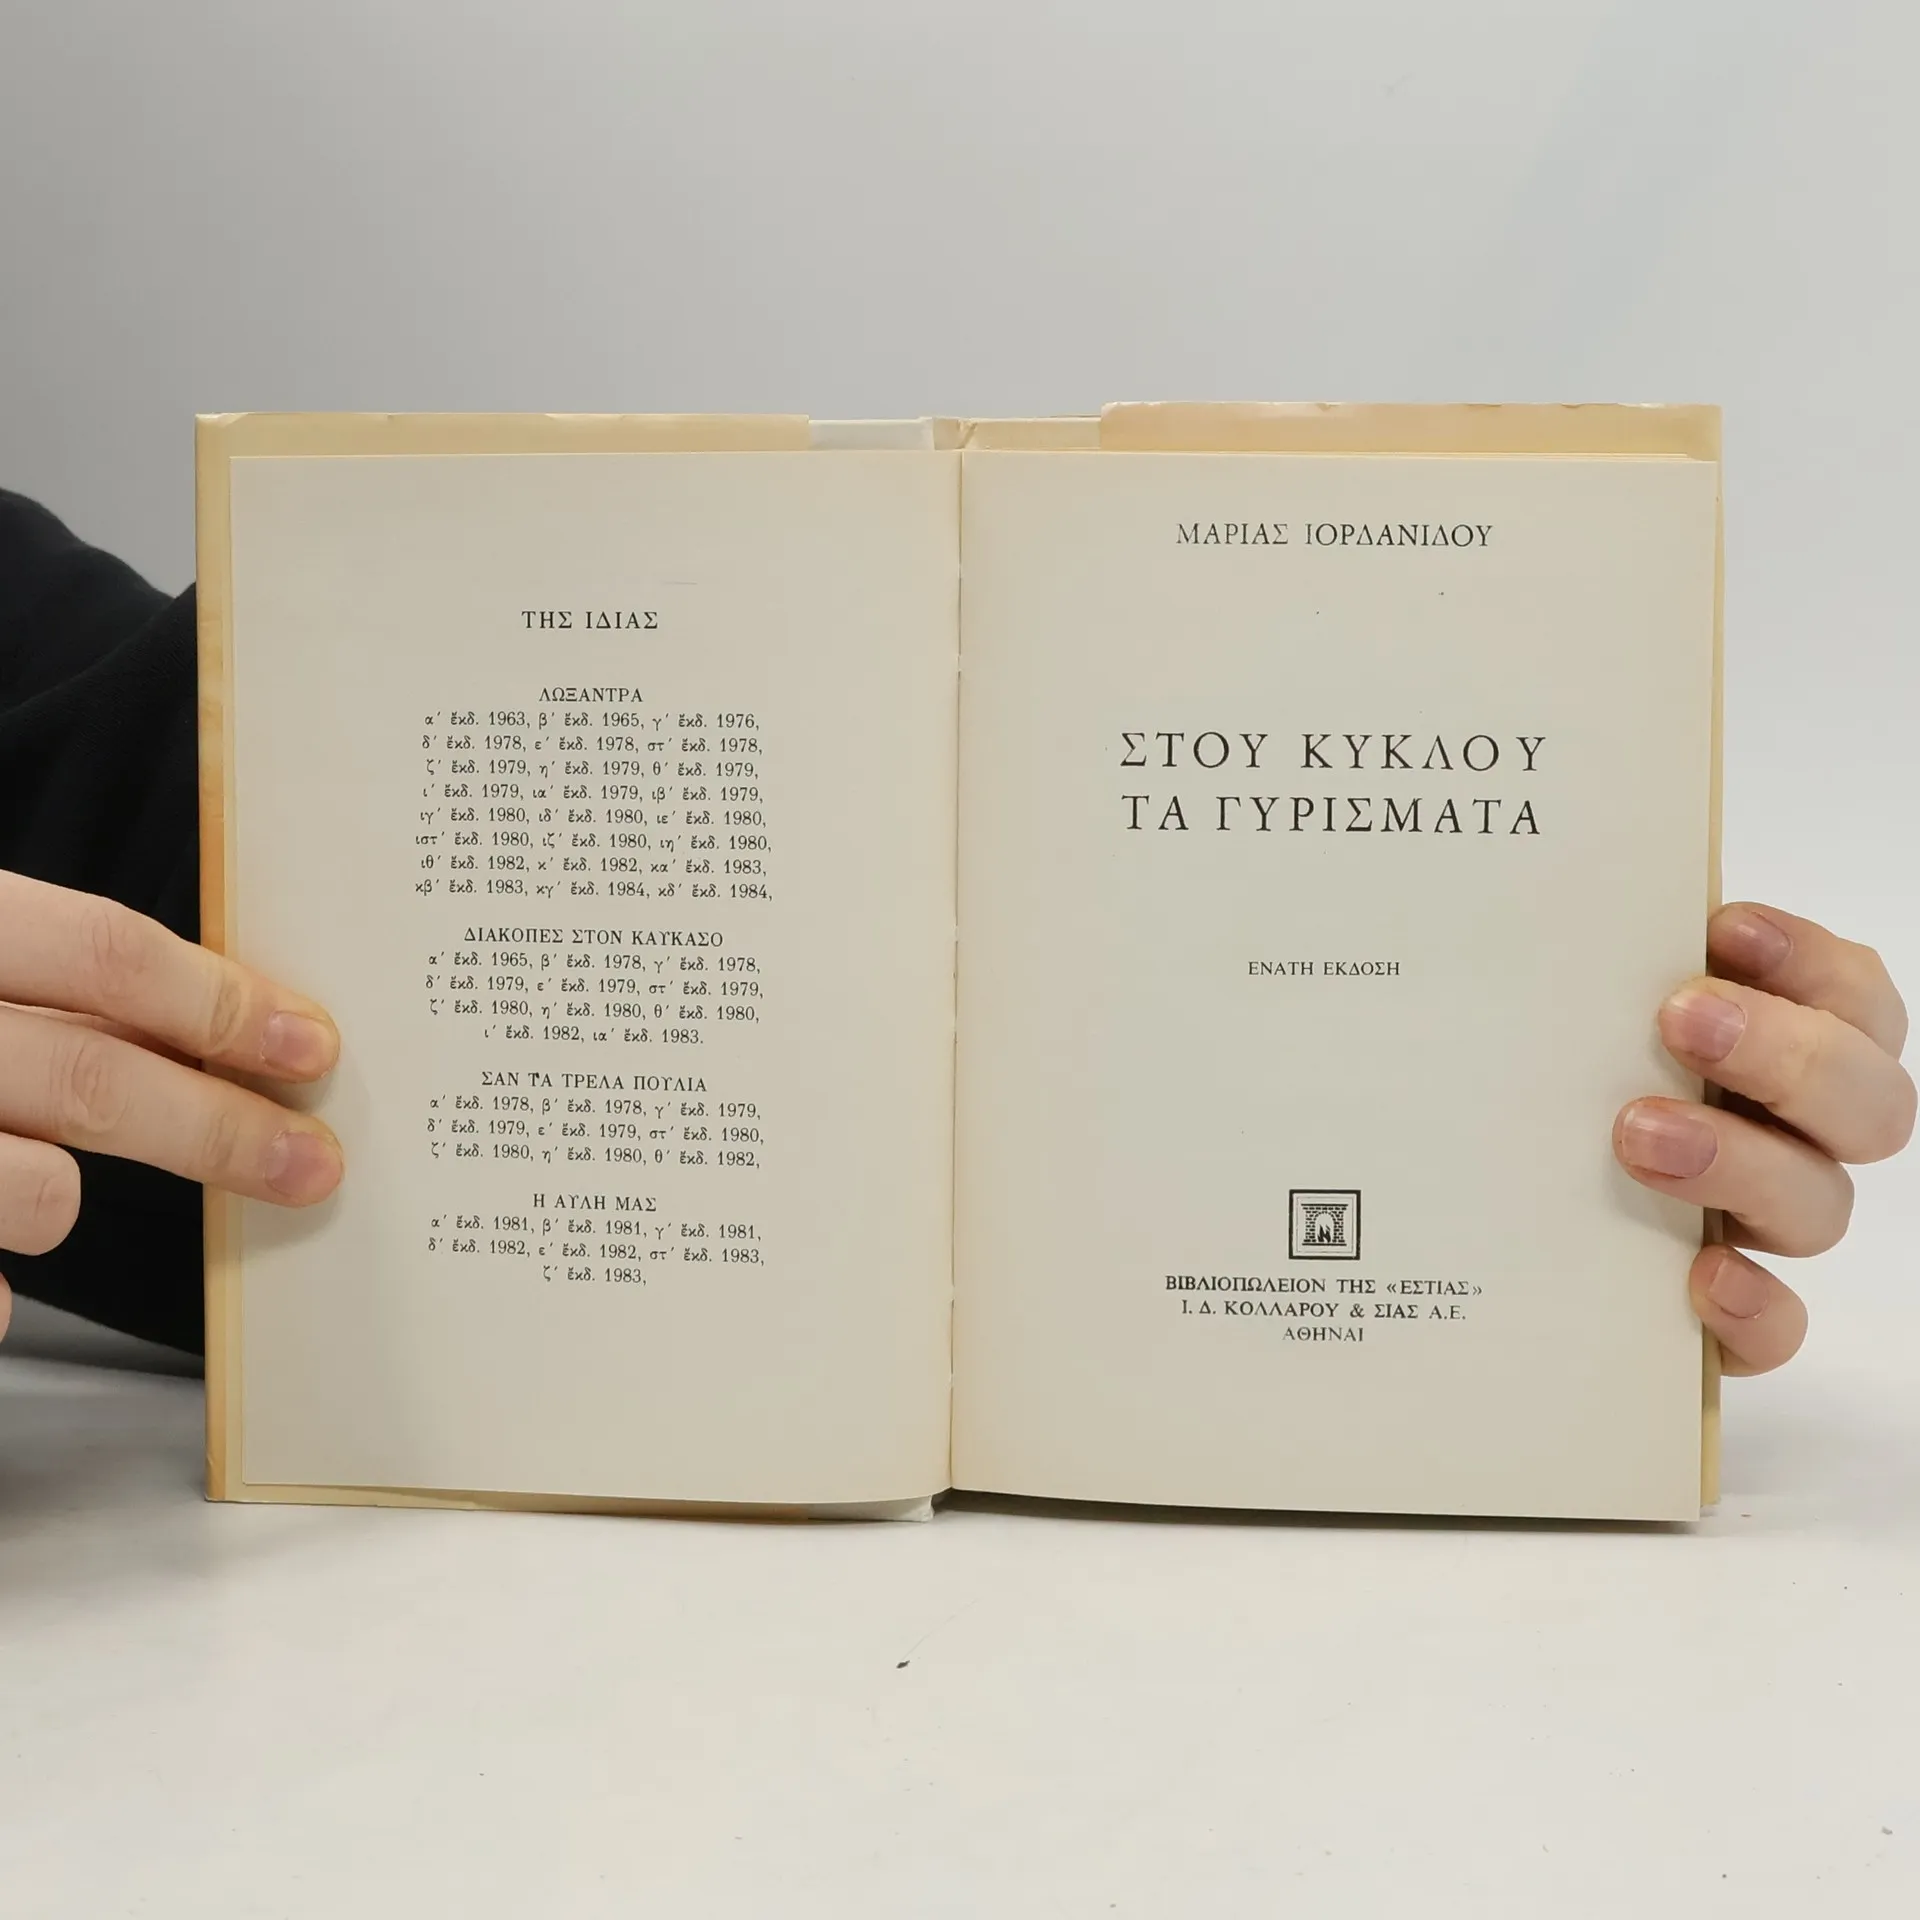 ΤΗΣ ΙΔΙΑΣ
ΛΩΞΑΝΤΡΑ
α΄ ἔκδ. 1963, β΄ ἔκδ. 1965, γ΄ ἔκδ. 1976,
δ΄ ἔκδ. 1978, ε΄ ἔκδ. 1978, στ΄ ἔκδ. 1978,
ζ΄ ἔκδ. 1979, η΄ ἔκδ. 1979, θ΄ ἔκδ. 1979,
ι΄ ἔκδ. 1979, ια΄ ἔκδ. 1979, ιβ΄ ἔκδ. 1979,
ιγ΄ ἔκδ. 1980, ιδ΄ ἔκδ. 1980, ιε΄ ἔκδ. 1980,
ιστ΄ ἔκδ. 1980, ιζ΄ ἔκδ. 1980, ιη΄ ἔκδ. 1980,
ιθ΄ ἔκδ. 1982, κ΄ ἔκδ. 1982, κα΄ ἔκδ. 1983,
κβ΄ ἔκδ. 1983, κγ΄ ἔκδ. 1984, κδ΄ ἔκδ. 1984,
ΔΙΑΚΟΠΕΣ ΣΤΟΝ ΚΑΥΚΑΣΟ
α΄ ἔκδ. 1965, β΄ ἔκδ. 1978, γ΄ ἔκδ. 1978,
δ΄ ἔκδ. 1979, ε΄ ἔκδ. 1979, στ΄ ἔκδ. 1979,
ζ΄ ἔκδ. 1980, η΄ ἔκδ. 1980, θ΄ ἔκδ. 1980,
ι΄ ἔκδ. 1982, ια΄ ἔκδ. 1983.
ΣΑΝ ΤΑ ΤΡΕΛΑ ΠΟΥΛΙΑ
α΄ ἔκδ. 1978, β΄ ἔκδ. 1978, γ΄ ἔκδ. 1979,
δ΄ ἔκδ. 1979, ε΄ ἔκδ. 1979, στ΄ ἔκδ. 1980,
ζ΄ ἔκδ. 1980, η΄ ἔκδ. 1980, θ΄ ἔκδ. 1982,
Η ΑΥΛΗ ΜΑΣ
α΄ ἔκδ. 1981, β΄ ἔκδ. 1981, γ΄ ἔκδ. 1981,
δ΄ ἔκδ. 1982, ε΄ ἔκδ. 1982, στ΄ ἔκδ. 1983,
ζ΄ ἔκδ. 1983,
ΜΑΡΙΑΣ ΙΟΡΔΑΝΙΔΟΥ
ΣΤΟΥ ΚΥΚΛΟΥ
ΤΑ ΓΥΡΙΣΜΑΤΑ
ΕΝΑΤΗ ΕΚΔΟΣΗ
ΒΙΒΛΙΟΠΩΛΕΙΟΝ ΤΗΣ «ΕΣΤΙΑΣ»
Ι. Δ. ΚΟΛΛΑΡΟΥ & ΣΙΑΣ Α.Ε.
ΑΘΗΝΑΙ